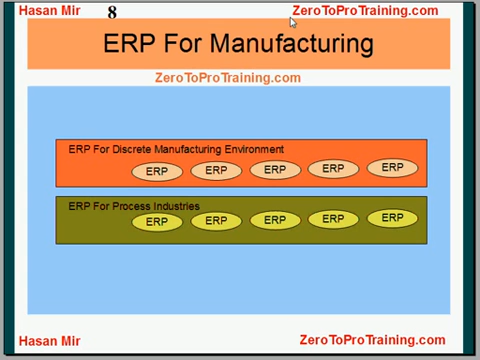 Hasan Mir 8 ZeroToProTraining.com
ERP For Manufacturing
ZeroToProTraining.com
ERP For Discrete Manufacturing Environment
ERP ERP ERP ERP ERP
ERP For Process Industries
ERP ERP ERP ERP ERP
Hasan Mir ZeroToProTraining.com